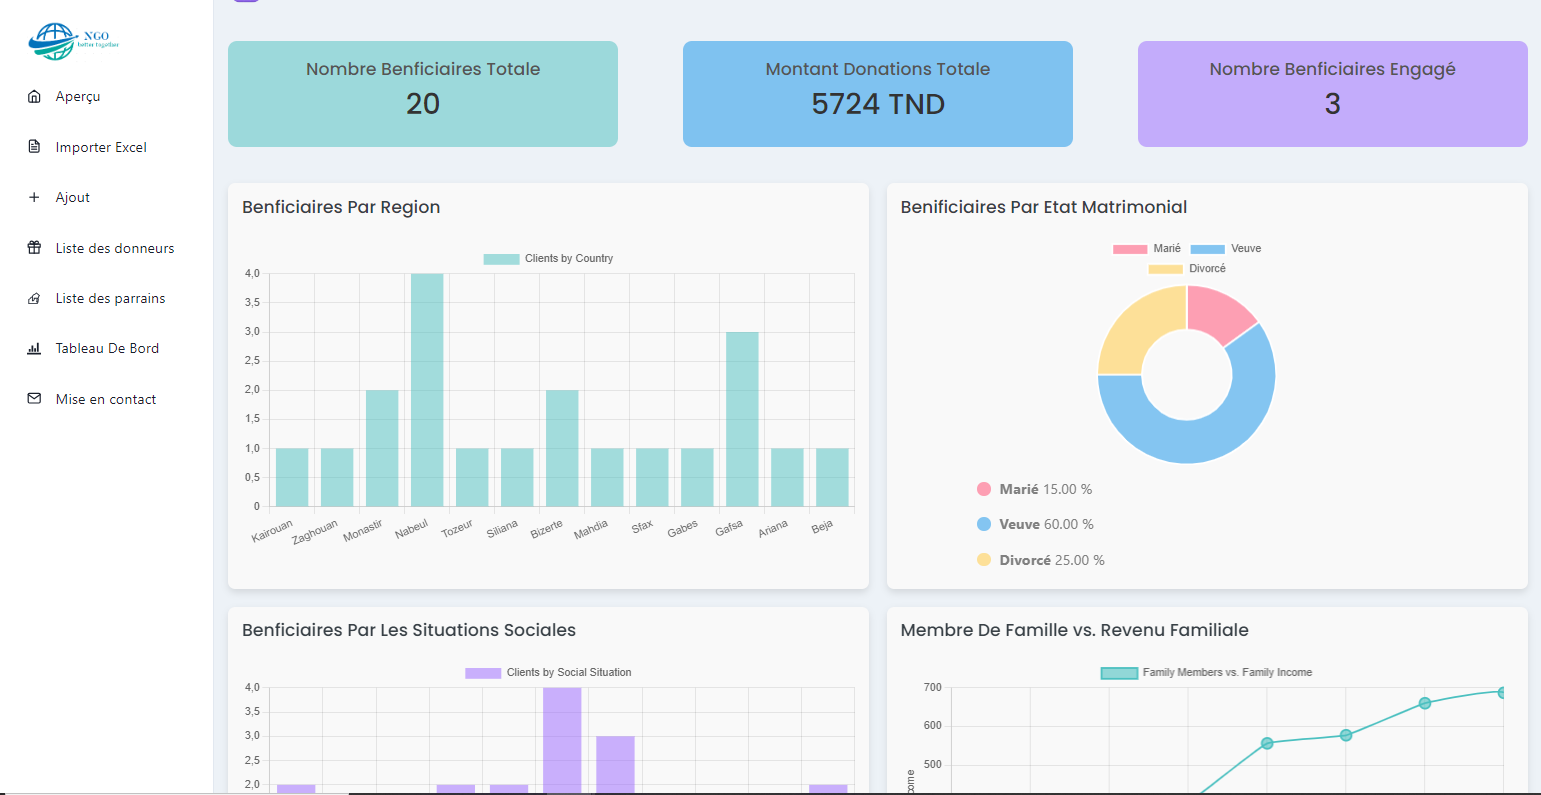 NGO
better together
Aperçu
Importer Excel
Ajout
Liste des donneurs
Liste des parrains
Tableau De Bord
Mise en contact
Nombre Benficiaires Totale
20
Montant Donations Totale
5724 TND
Nombre Benficiaires Engagé
3
Benficiaires Par Region
Clients by Country
4,0
3,5
3,0
2,5
2,0
1,5
1,0
0,5
0
Kairouan
Zaghouan
Monastir
Nabeul
Tozeur
Siliana
Bizerte
Mahdia
Sfax
Gabes
Gafsa
Ariana
Beja
Benificiaires Par Etat Matrimonial
Marié
Veuve
Divorcé
Marié 15.00 %
Veuve 60.00 %
Divorcé 25.00 %
Benficiaires Par Les Situations Sociales
Clients by Social Situation
4,0
3,5
3,0
2,5
2,0
Membre De Famille vs. Revenu Familiale
Family Members vs. Family Income
700
600
500